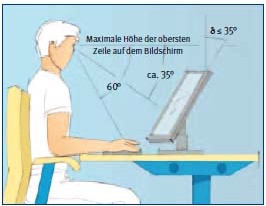 Maximale Höhe der obersten
Zeile auf dem Bildschirm
δ ≤ 35°
ca. 35°
60°